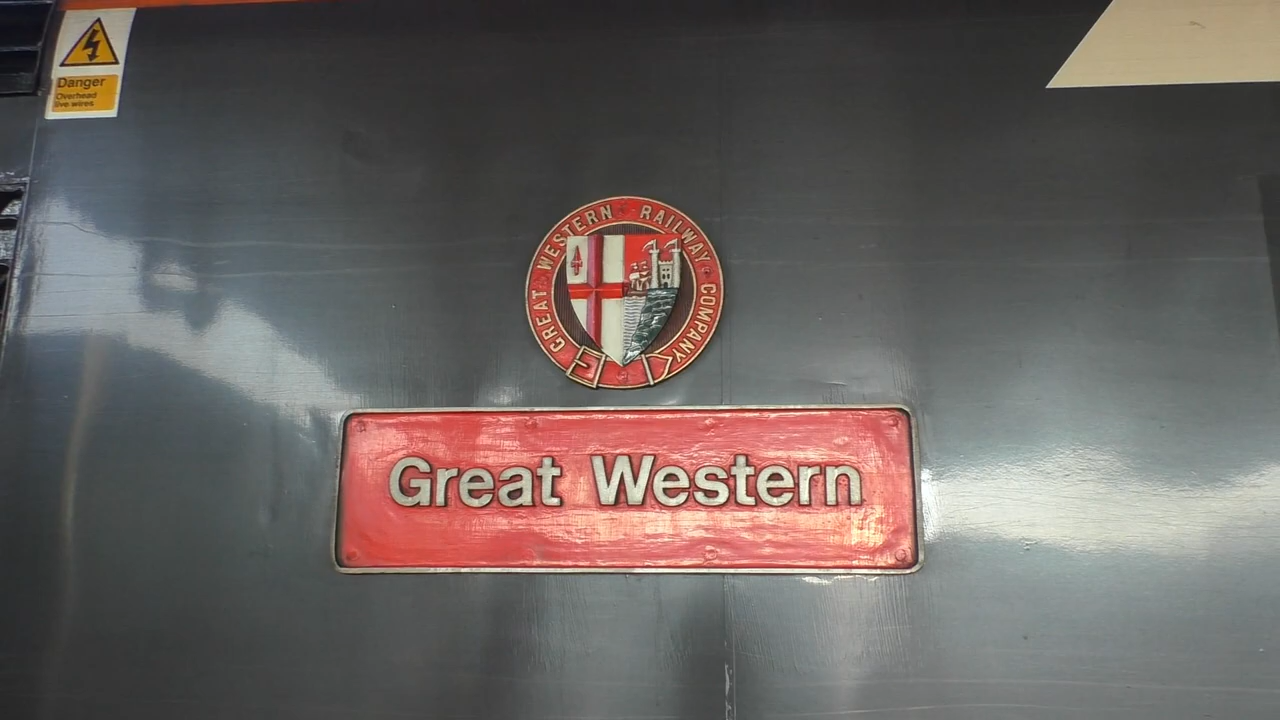 Danger
Overhead
live wires
GREAT WESTERN RAILWAY COMPANY
Great Western